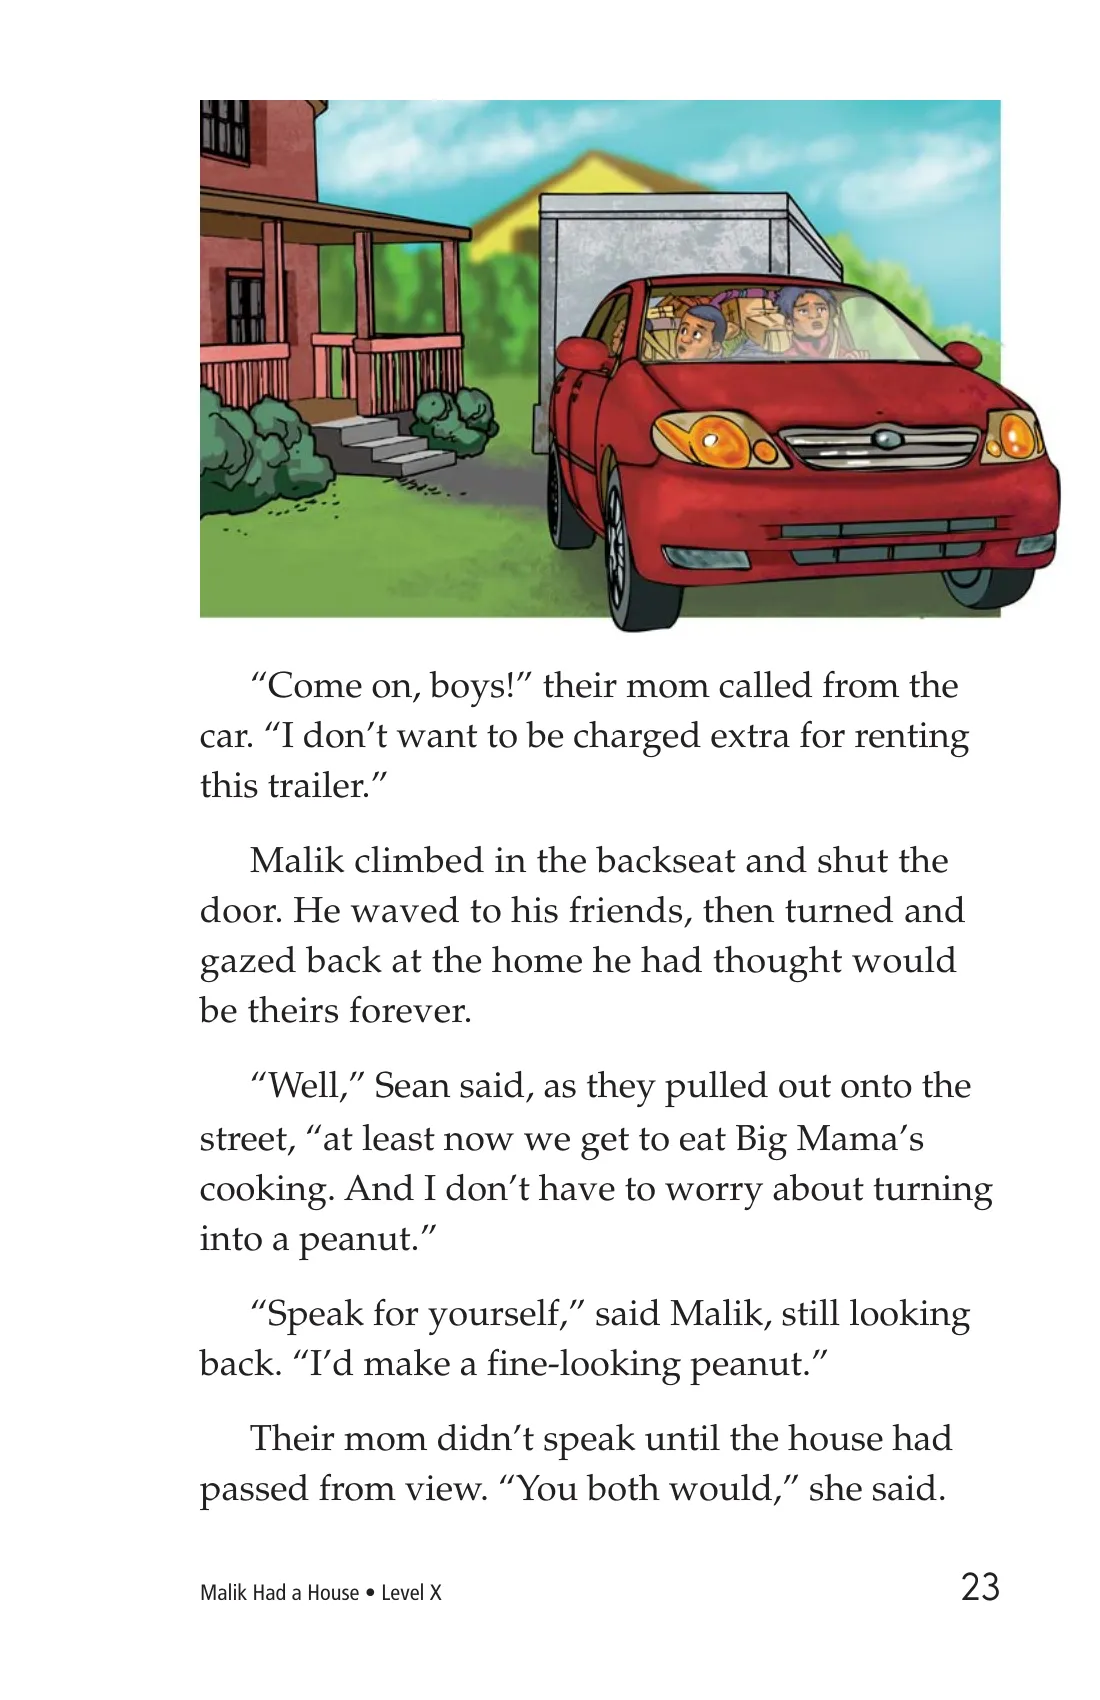 “Come on, boys!” their mom called from the
car. “I don’t want to be charged extra for renting
this trailer.”
Malik climbed in the backseat and shut the
door. He waved to his friends, then turned and
gazed back at the home he had thought would
be theirs forever.
“Well,” Sean said, as they pulled out onto the
street, “at least now we get to eat Big Mama’s
cooking. And I don’t have to worry about turning
into a peanut.”
“Speak for yourself,” said Malik, still looking
back. “I’d make a fine-looking peanut.”
Their mom didn’t speak until the house had
passed from view. “You both would,” she said.
Malik Had a House • Level X
23